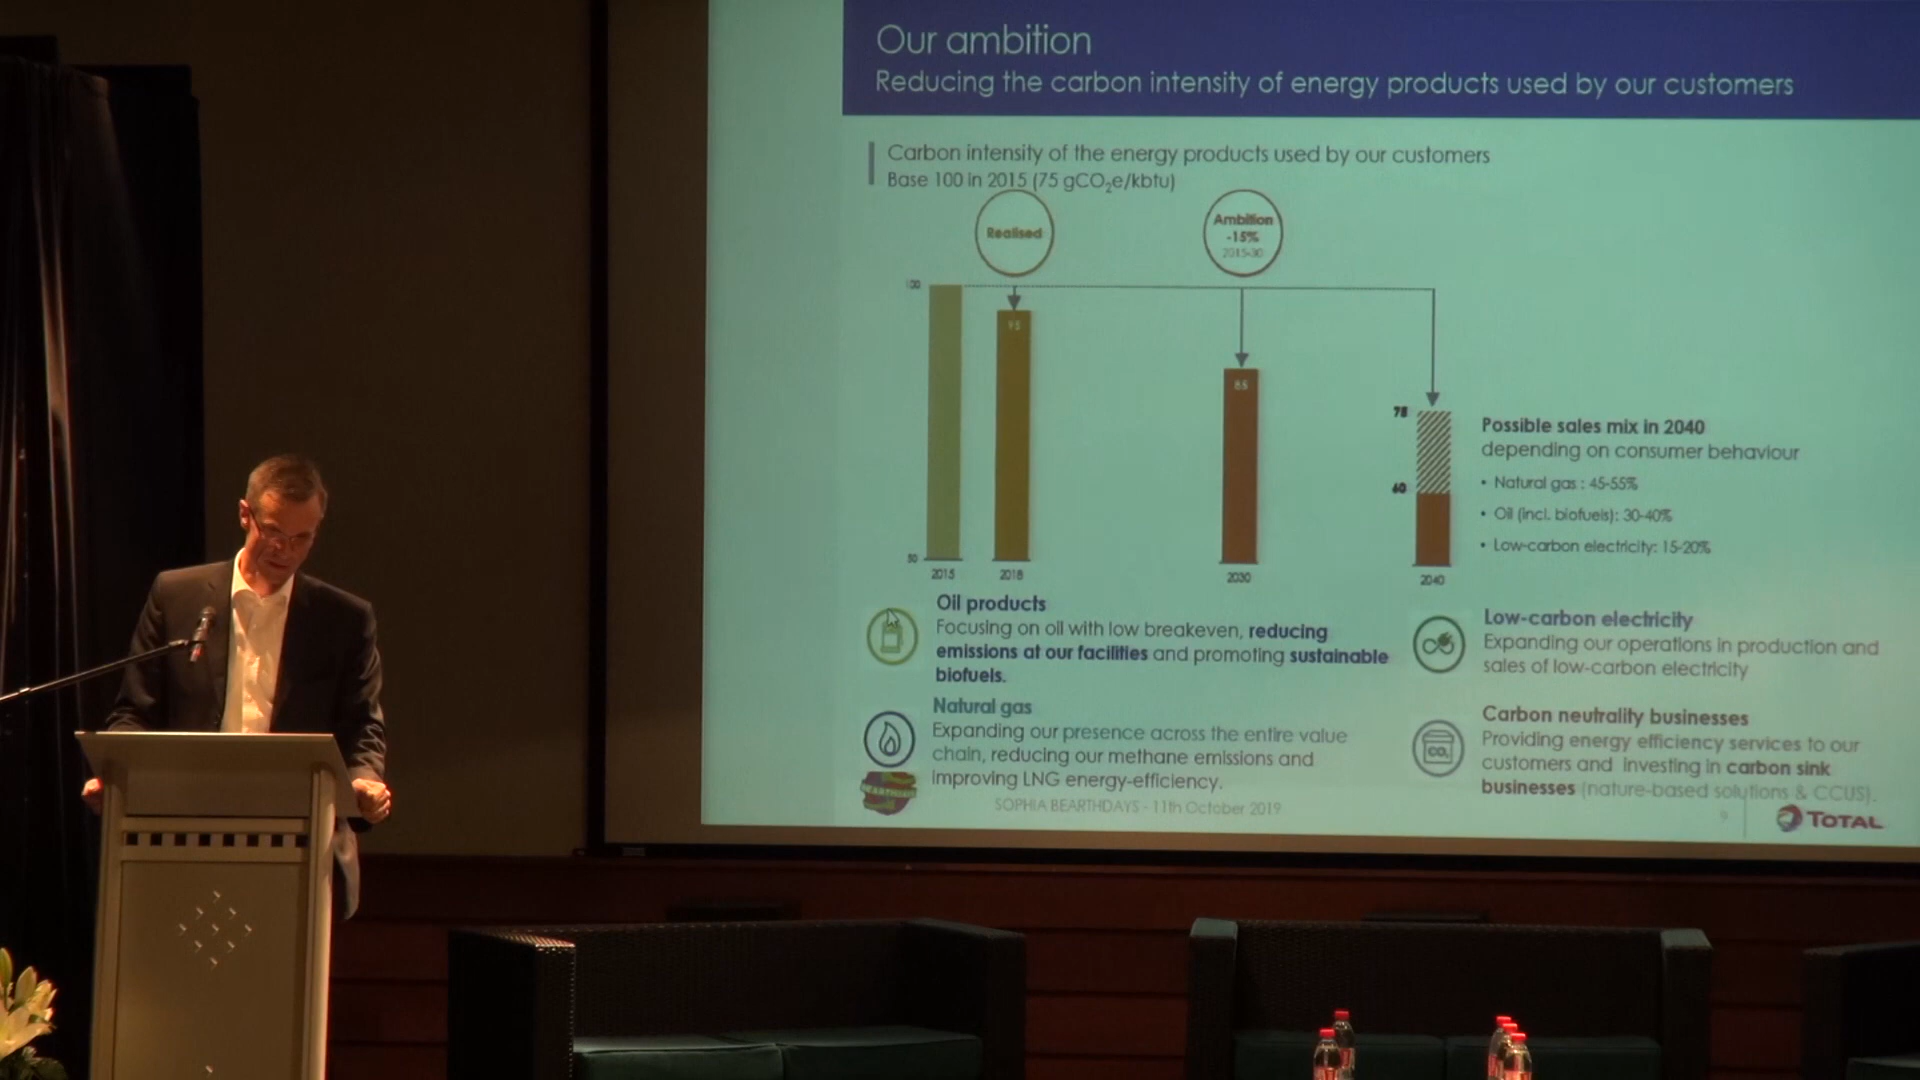 Our ambition
Reducing the carbon intensity of energy products used by our customers
Carbon intensity of the energy products used by our customers
Base 100 in 2015 (75 gCO₂e/kbtu)
Realised
Ambition
-15%
2015-30
100
95
85
75
60
50
2015
2018
2030
2040
Possible sales mix in 2040
depending on consumer behaviour
• Natural gas : 45-55%
• Oil (incl. biofuels): 30-40%
• Low-carbon electricity: 15-20%
Oil products
Focusing on oil with low breakeven, reducing
emissions at our facilities and promoting sustainable
biofuels.
Natural gas
Expanding our presence across the entire value
chain, reducing our methane emissions and
improving LNG energy-efficiency.
Low-carbon electricity
Expanding our operations in production and
sales of low-carbon electricity
Carbon neutrality businesses
Providing energy efficiency services to our
customers and investing in carbon sink
businesses (nature-based solutions & CCUS).
CO₂
SOPHIA BEARTHDAYS - 11th October 2019
9
TOTAL